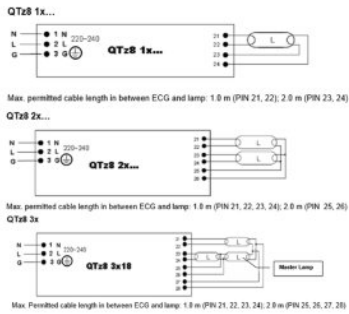 QTz8 1x...
N 1 N 220-240
L 2 L QTz8 1x...
G 3 G
21
22
23
24
L
Max. permitted cable length in between ECG and lamp: 1.0 m (PIN 21, 22); 2.0 m (PIN 23, 24)
QTz8 2x...
N 1 N 220-240
L 2 L
G 3 G QTz8 2x...
21
22
23
24
25
26
L
L
Max. permitted cable length in between ECG and lamp: 1.0 m (PIN 21, 22, 23, 24); 2.0 m (PIN 25, 26)
QTz8 3x
N 1 N 220-240
L 2 L
G 3 G QTz8 3x18
L
L
L
Master Lamp
Max. Permitted cable length in between ECG and lamp: 1.0 m (PIN 21, 22, 23, 24); 2.0 m (PIN 25, 26, 27, 28)